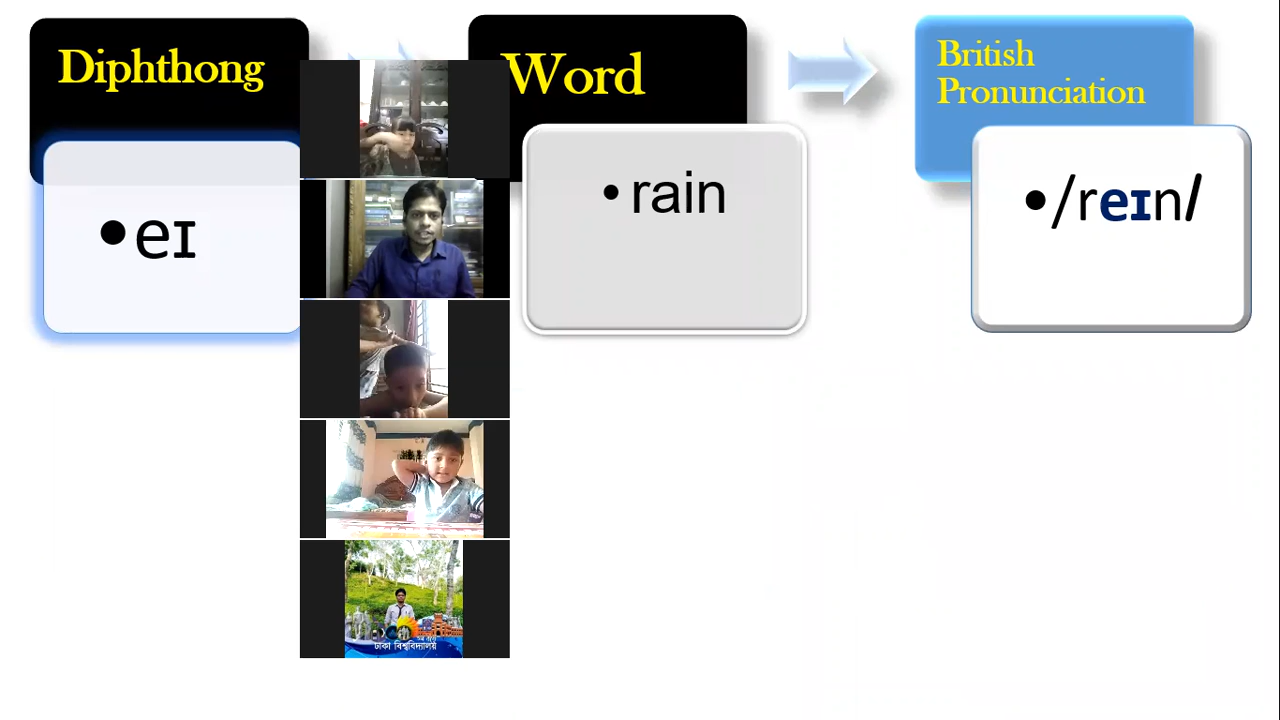 Diphthong
Word
British
Pronunciation
•eɪ
• rain
•/reɪn/
ঢাকা বিশ্ববিদ্যালয়